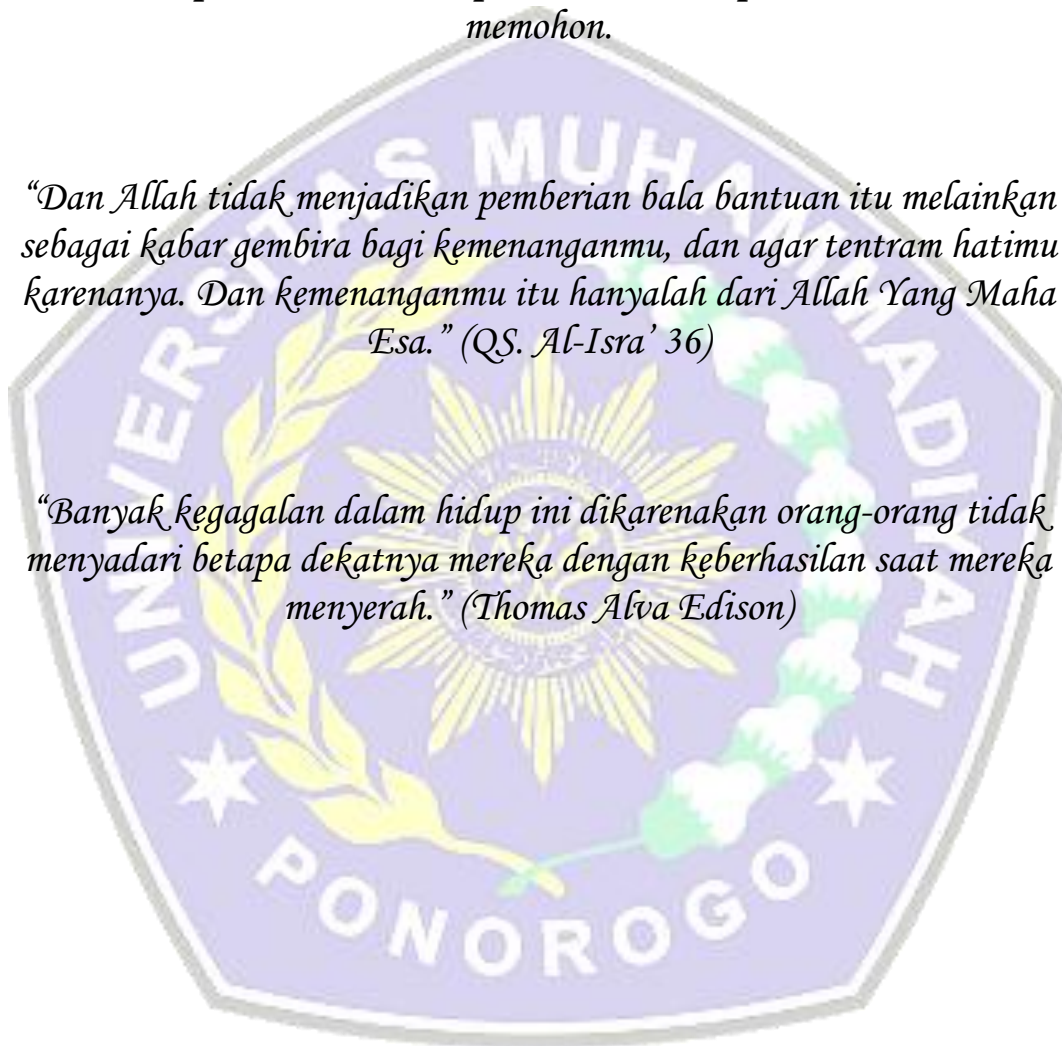 memohon.
“Dan Allah tidak menjadikan pemberian bala bantuan itu melainkan
sebagai kabar gembira bagi kemenanganmu, dan agar tentram hatimu
karenanya. Dan kemenanganmu itu hanyalah dari Allah Yang Maha
Esa.” (QS. Al-Isra’ 36)
“Banyak kegagalan dalam hidup ini dikarenakan orang-orang tidak
menyadari betapa dekatnya mereka dengan keberhasilan saat mereka
menyerah.” (Thomas Alva Edison)
UNIVERSITAS MUHAMMADIYAH
PONOROGO